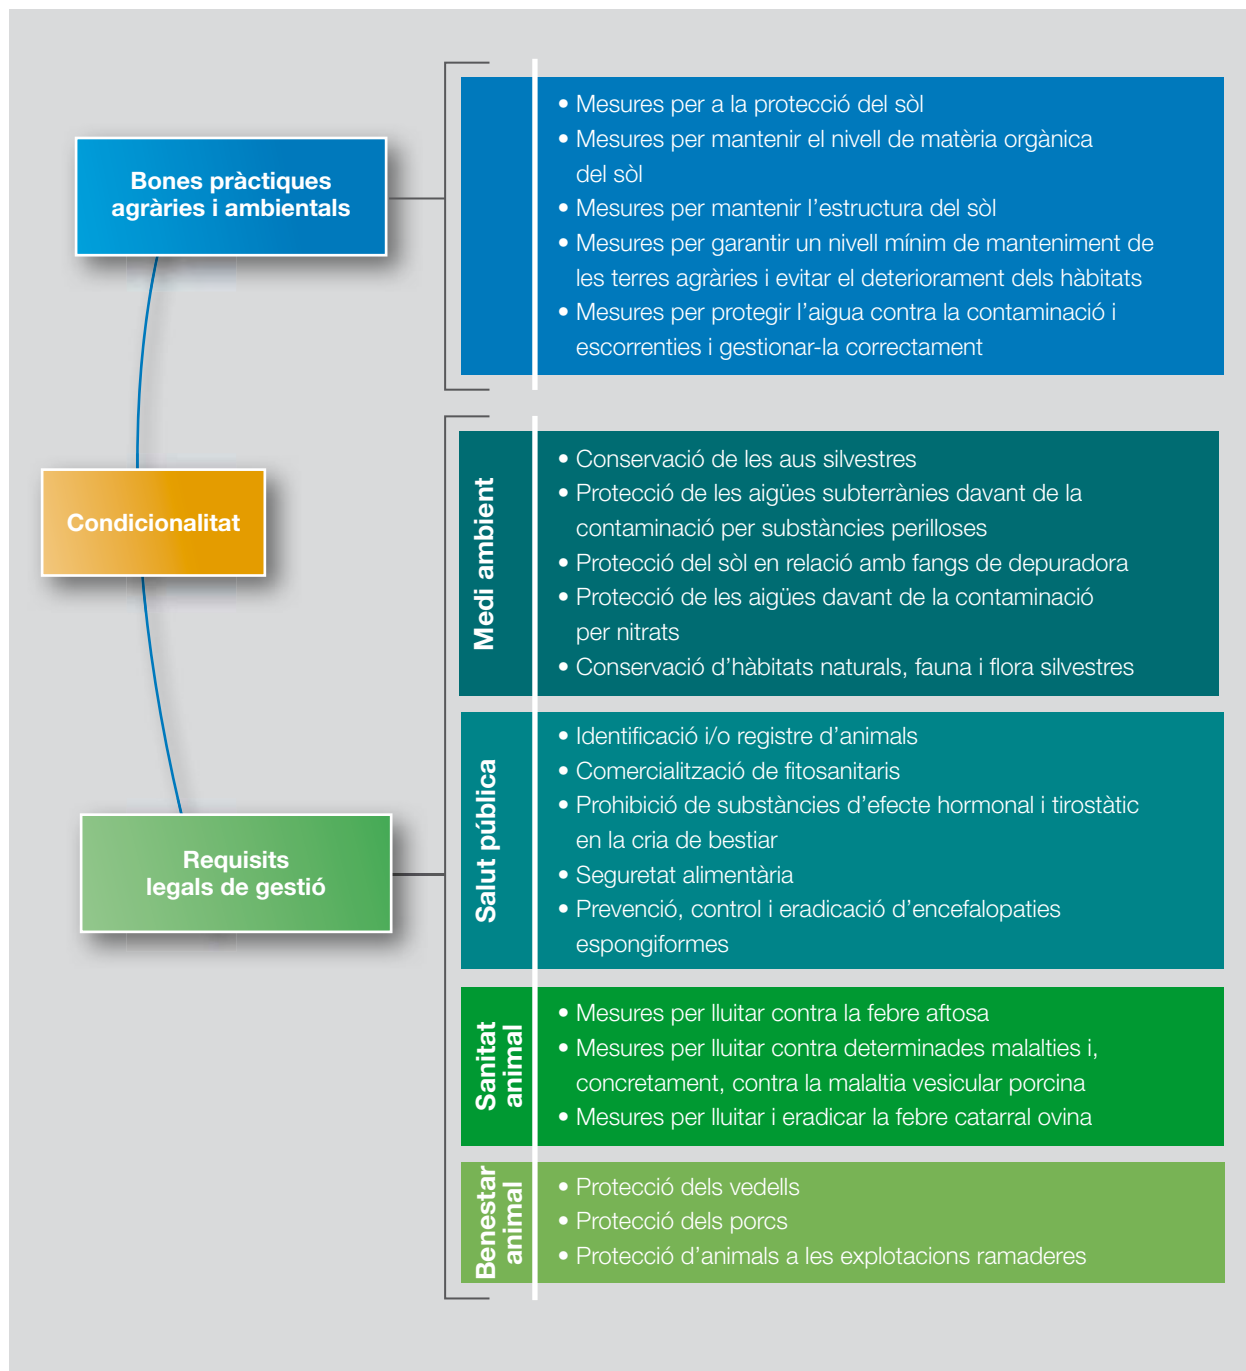 Bones pràctiques
agràries i ambientals
• Mesures per a la protecció del sòl
• Mesures per mantenir el nivell de matèria orgànica
del sòl
• Mesures per mantenir l’estructura del sòl
• Mesures per garantir un nivell mínim de manteniment de
les terres agràries i evitar el deteriorament dels hàbitats
• Mesures per protegir l’aigua contra la contaminació i
escorrenties i gestionar-la correctament
Condicionalitat
Requisits
legals de gestió
Medi ambient
• Conservació de les aus silvestres
• Protecció de les aigües subterrànies davant de la
contaminació per substàncies perilloses
• Protecció del sòl en relació amb fangs de depuradora
• Protecció de les aigües davant de la contaminació
per nitrats
• Conservació d’hàbitats naturals, fauna i flora silvestres
Salut pública
• Identificació i/o registre d’animals
• Comercialització de fitosanitaris
• Prohibició de substàncies d’efecte hormonal i tirostàtic
en la cria de bestiar
• Seguretat alimentària
• Prevenció, control i eradicació d’encefalopaties
espongiformes
Sanitat
animal
• Mesures per lluitar contra la febre aftosa
• Mesures per lluitar contra determinades malalties i,
concretament, contra la malaltia vesicular porcina
• Mesures per lluitar i eradicar la febre catarral ovina
Benestar
animal
• Protecció dels vedells
• Protecció dels porcs
• Protecció d’animals a les explotacions ramaderes